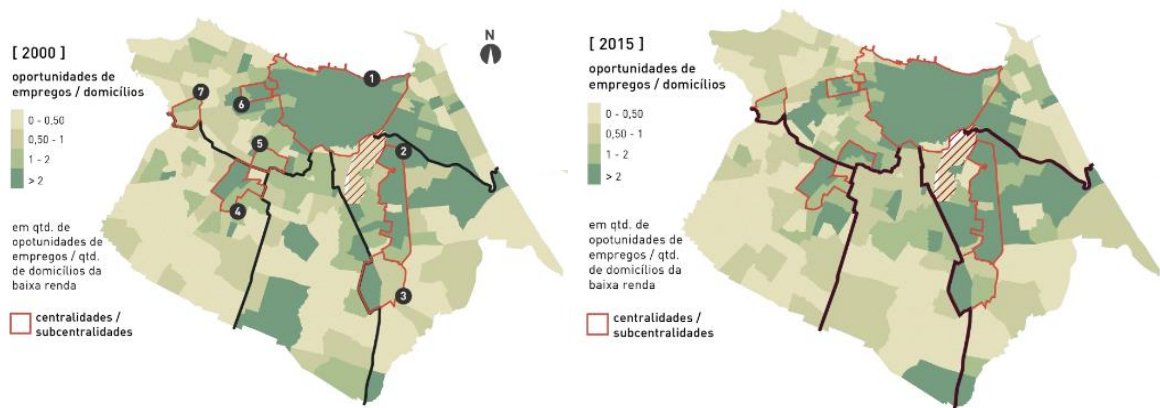 [ 2000 ]
oportunidades de
empregos / domicílios
0 - 0,50
0,50 - 1
1 - 2
> 2
em qtd. de
opotunidades de
empregos / qtd.
de domicílios da
baixa renda
centralidades /
subcentralidades
N
1
2
3
4
5
6
7
[ 2015 ]
oportunidades de
empregos / domicílios
0 - 0,50
0,50 - 1
1 - 2
> 2
em qtd. de
opotunidades de
empregos / qtd.
de domicílios da
baixa renda
centralidades /
subcentralidades